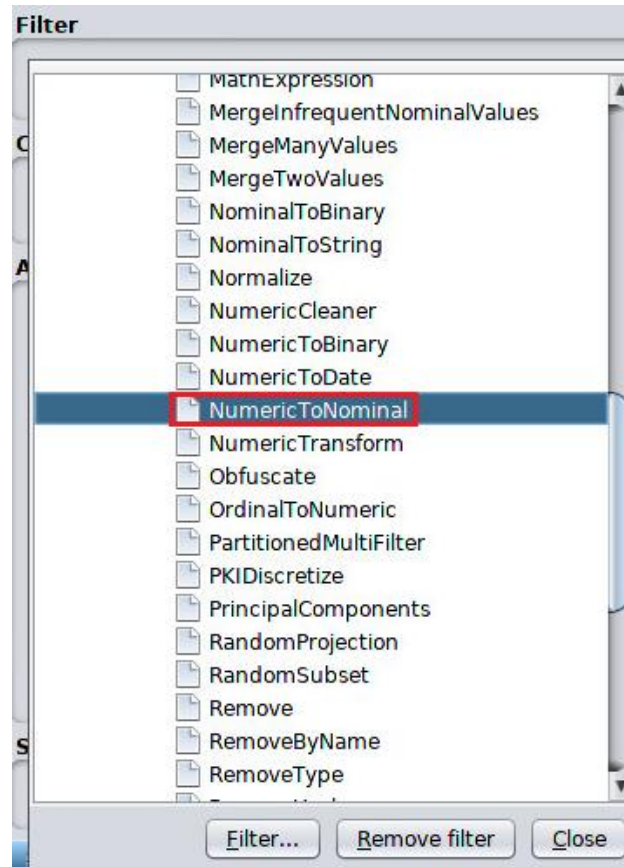 Filter
MathExpression
MergeInfrequentNominalValues
C
MergeManyValues
MergeTwoValues
NominalToBinary
NominalToString
A
Normalize
NumericCleaner
NumericToBinary
NumericToDate
NumericToNominal
NumericTransform
Obfuscate
OrdinalToNumeric
PartitionedMultiFilter
PKIDiscretize
PrincipalComponents
RandomProjection
RandomSubset
Remove
S
RemoveByName
RemoveType
Filter... Remove filter Close